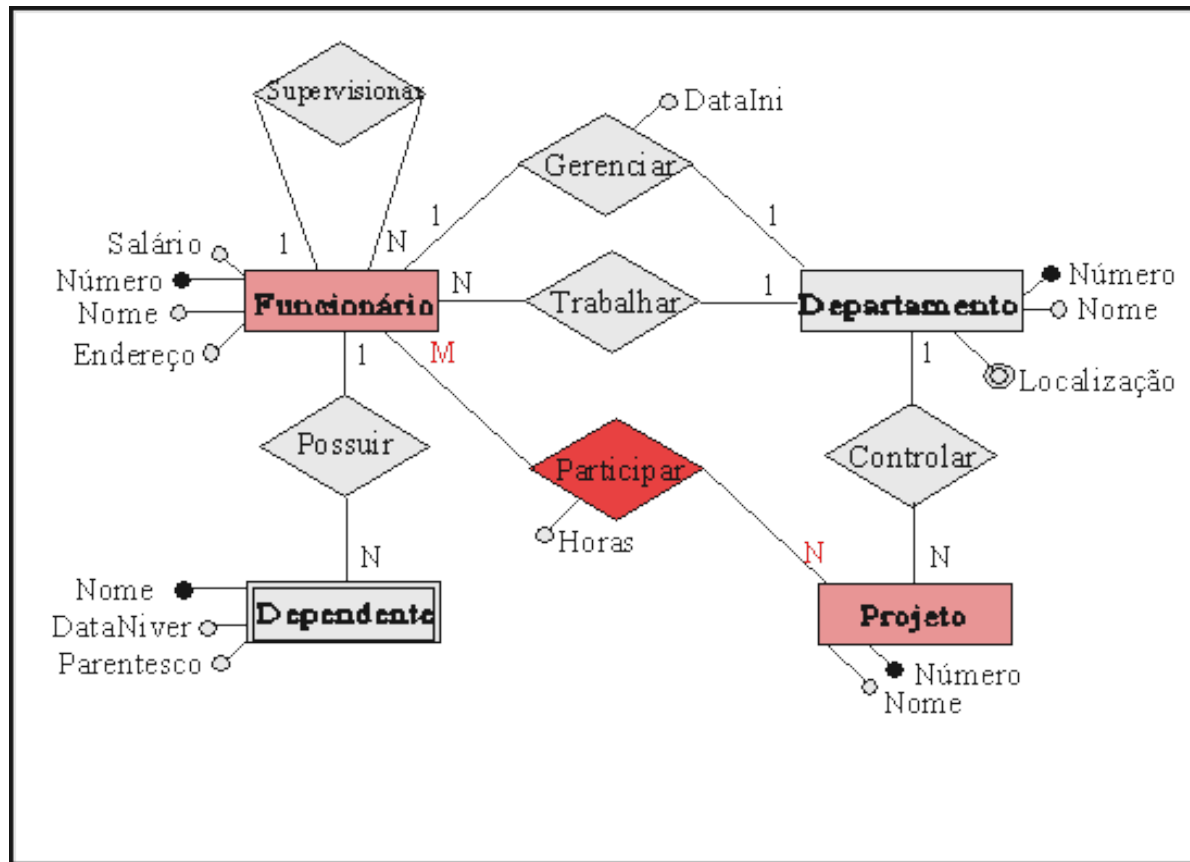 Supervisionar
DataIni
Gerenciar
1
1
1
N
Salário
Número
Nome
Endereço
Funcionário
N
Trabalhar
1
Departamento
Número
Nome
Localização
1
M
1
Possuir
Participar
Controlar
Horas
N
N
N
Nome
DataNiver
Parentesco
Dependente
Projeto
Número
Nome